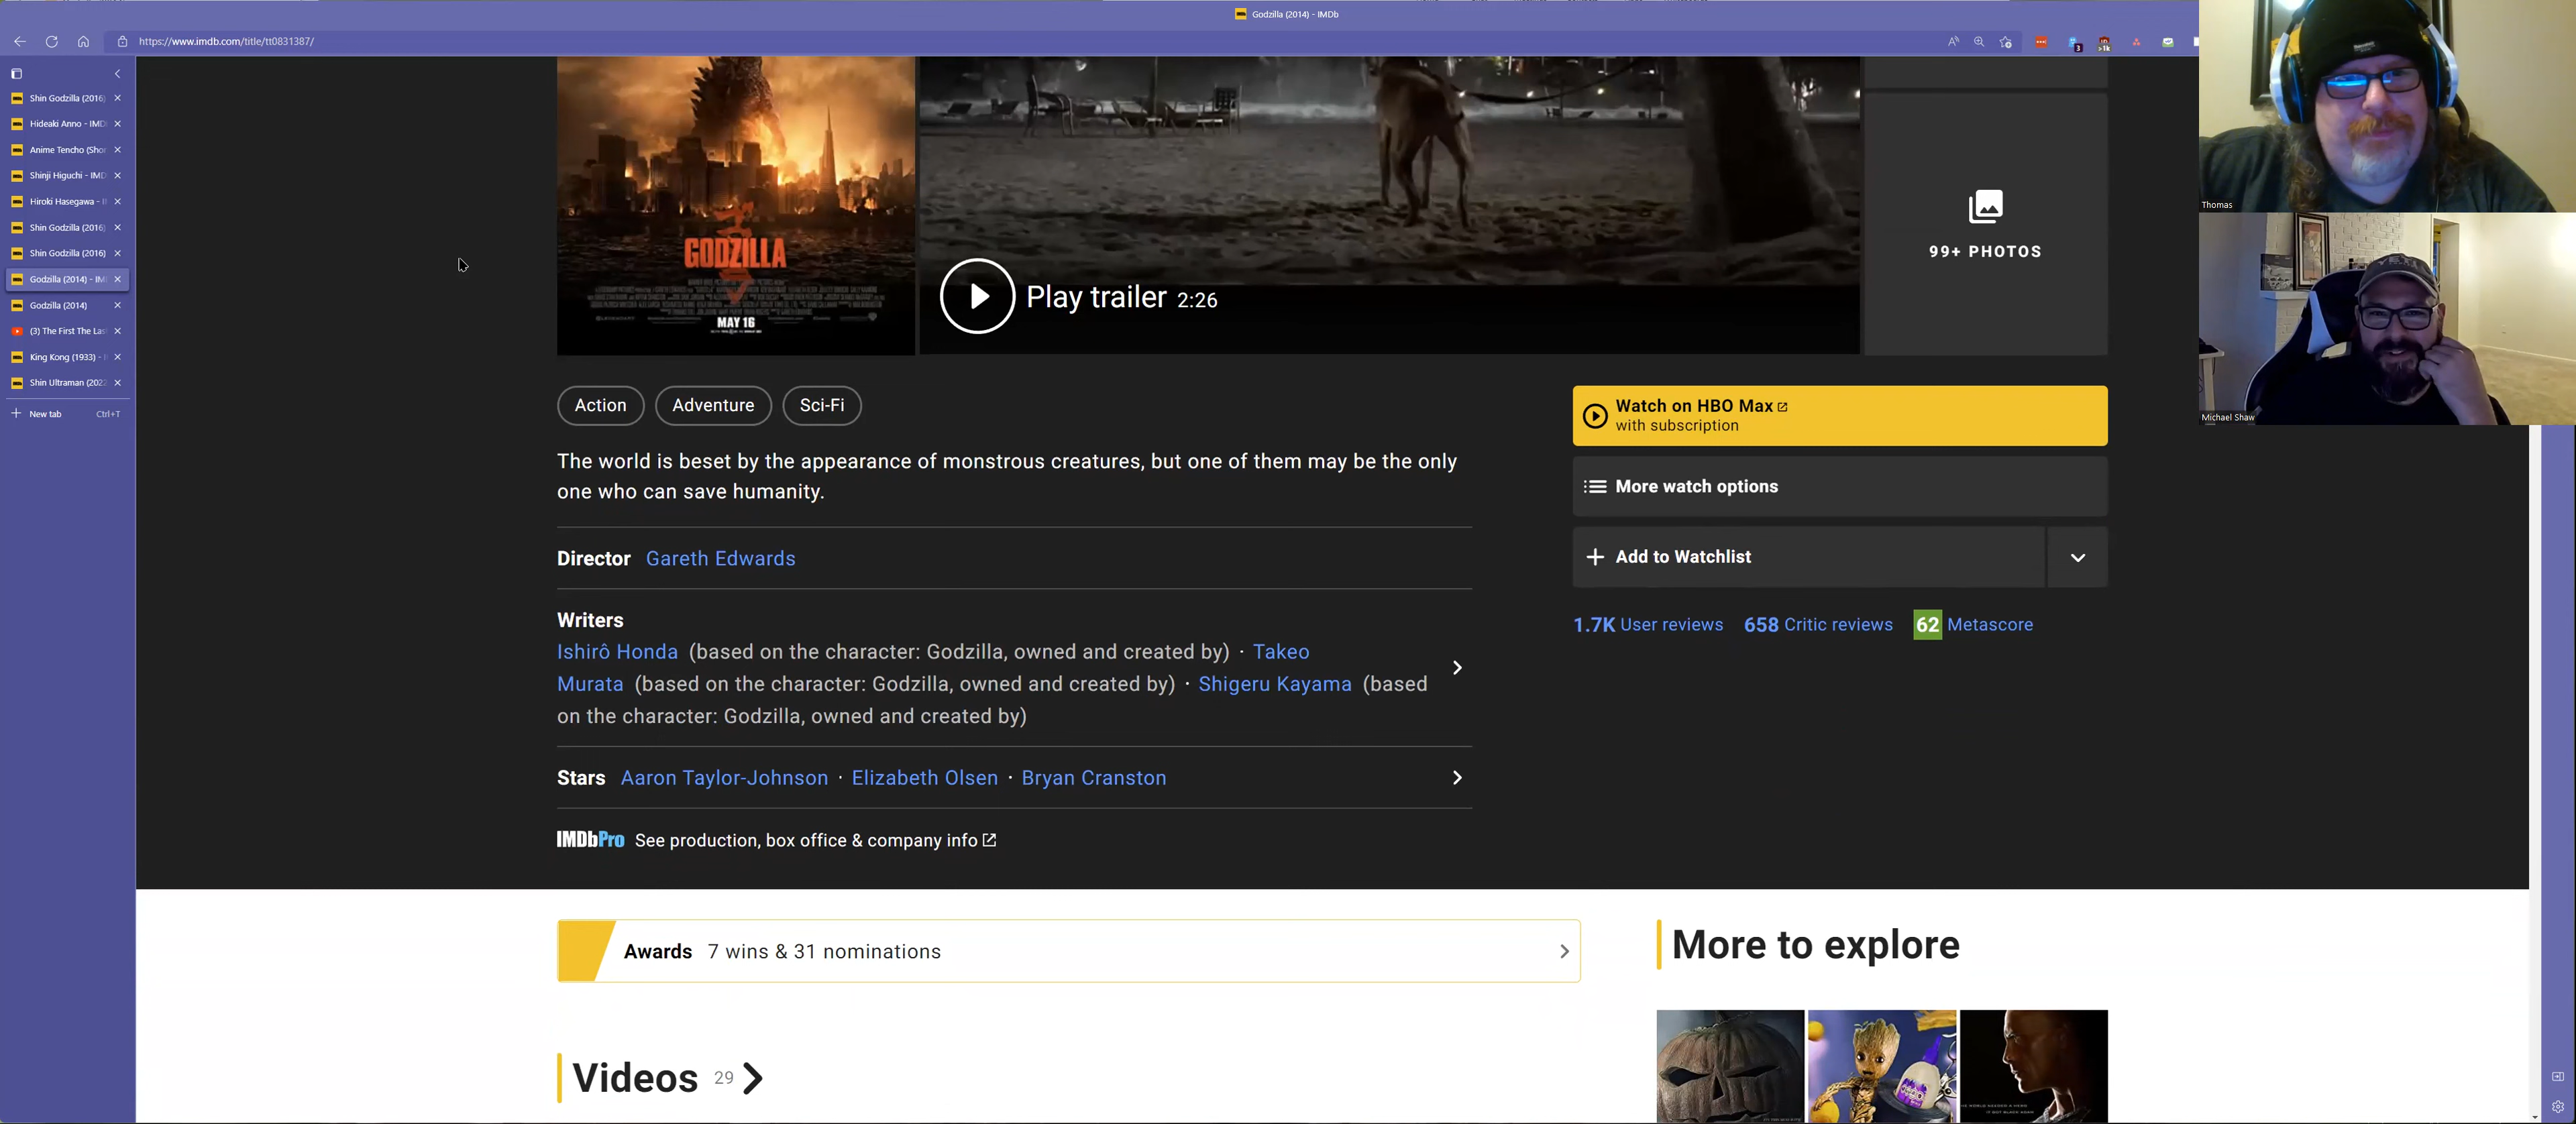 Godzilla (2014) - IMDb
https://www.imdb.com/title/tt0831387/
3
>1k
Shin Godzilla (2016)
Hideaki Anno - IMD
Anime Tencho (Shor
Shinji Higuchi - IMD
Hiroki Hasegawa - I
Shin Godzilla (2016)
Shin Godzilla (2016)
Godzilla (2014) - IM
Godzilla (2014)
(3) The First The Las
King Kong (1933) - I
Shin Ultraman (2022
New tab Ctrl+T
GODZILLA
MAY 16
Play trailer 2:26
99+ PHOTOS
Thomas
Michael Shaw
Action
Adventure
Sci-Fi
The world is beset by the appearance of monstrous creatures, but one of them may be the only
one who can save humanity.
Director Gareth Edwards
Writers
Ishirô Honda (based on the character: Godzilla, owned and created by) · Takeo
Murata (based on the character: Godzilla, owned and created by) · Shigeru Kayama (based
on the character: Godzilla, owned and created by)
Stars Aaron Taylor-Johnson · Elizabeth Olsen · Bryan Cranston
IMDbPro See production, box office & company info
Watch on HBO Max
with subscription
More watch options
Add to Watchlist
1.7K User reviews 658 Critic reviews 62 Metascore
Awards 7 wins & 31 nominations
Videos 29
More to explore